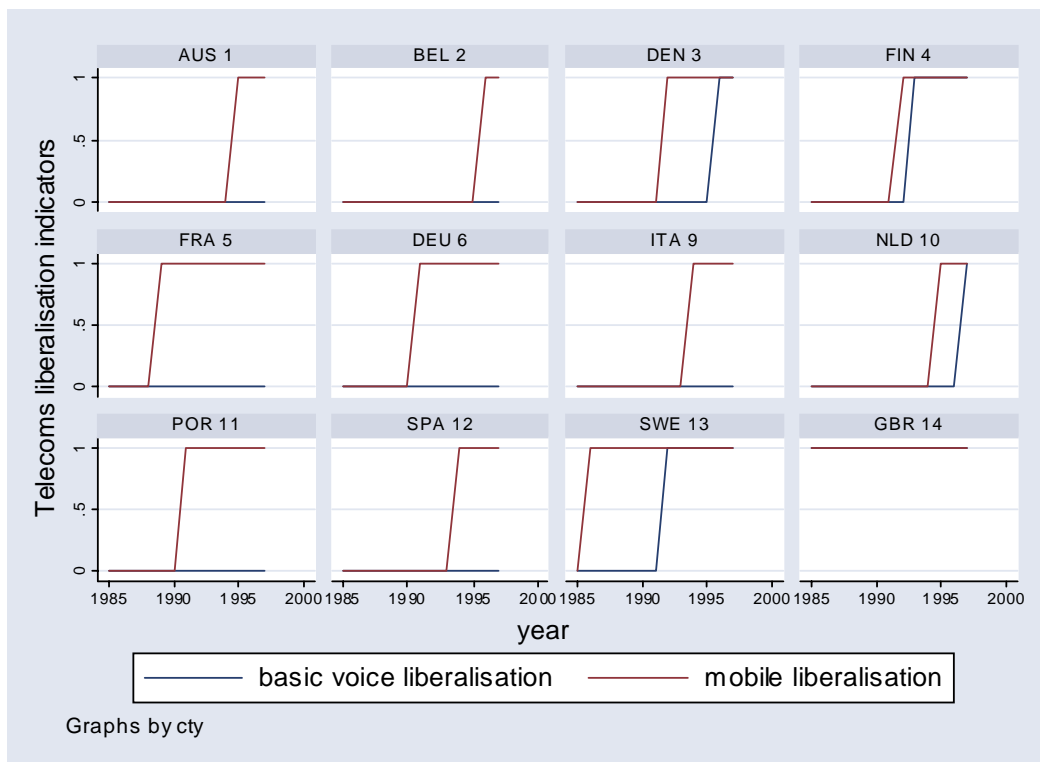 Telecoms liberalisation indicators
AUS 1 BEL 2 DEN 3 FIN 4
1
.5
0
FRA 5 DEU 6 ITA 9 NLD 10
1
.5
0
POR 11 SPA 12 SWE 13 GBR 14
1
.5
0
1985 1990 1995 2000 1985 1990 1995 2000 1985 1990 1995 2000 1985 1990 1995 2000
year
basic voice liberalisation mobile liberalisation
Graphs by cty